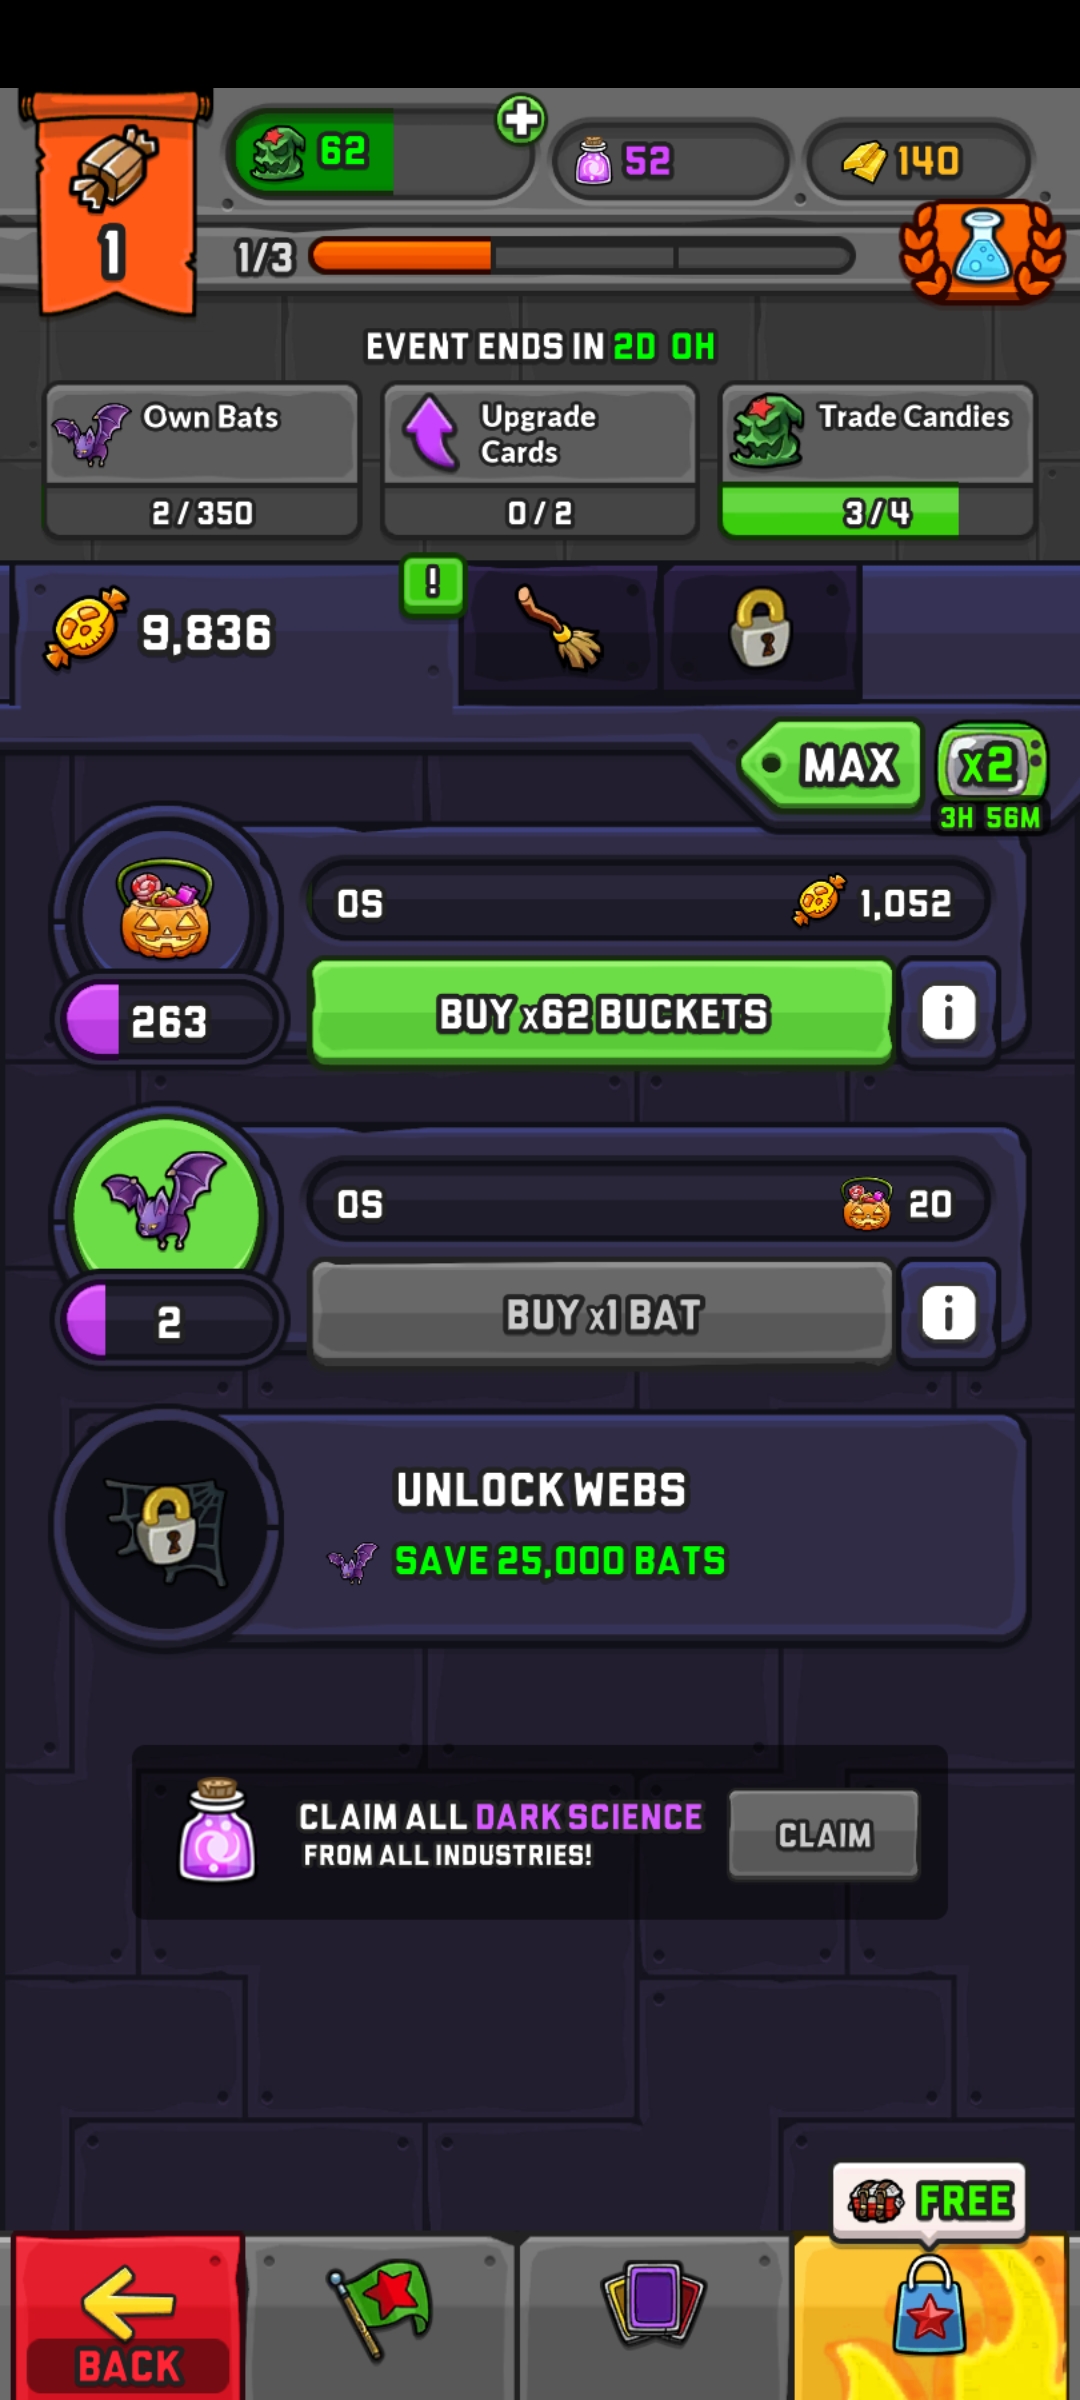 62
52
140
1
1/3
EVENT ENDS IN 2D 0H
Own Bats
2/350
Upgrade
Cards
0/2
Trade Candies
3/4
9,836
!
MAX
x2
3H 56M
0S
1,052
263
BUY x62 BUCKETS
i
0S
20
2
BUY x1 BAT
i
UNLOCK WEBS
SAVE 25,000 BATS
CLAIM ALL DARK SCIENCE
FROM ALL INDUSTRIES!
CLAIM
FREE
BACK